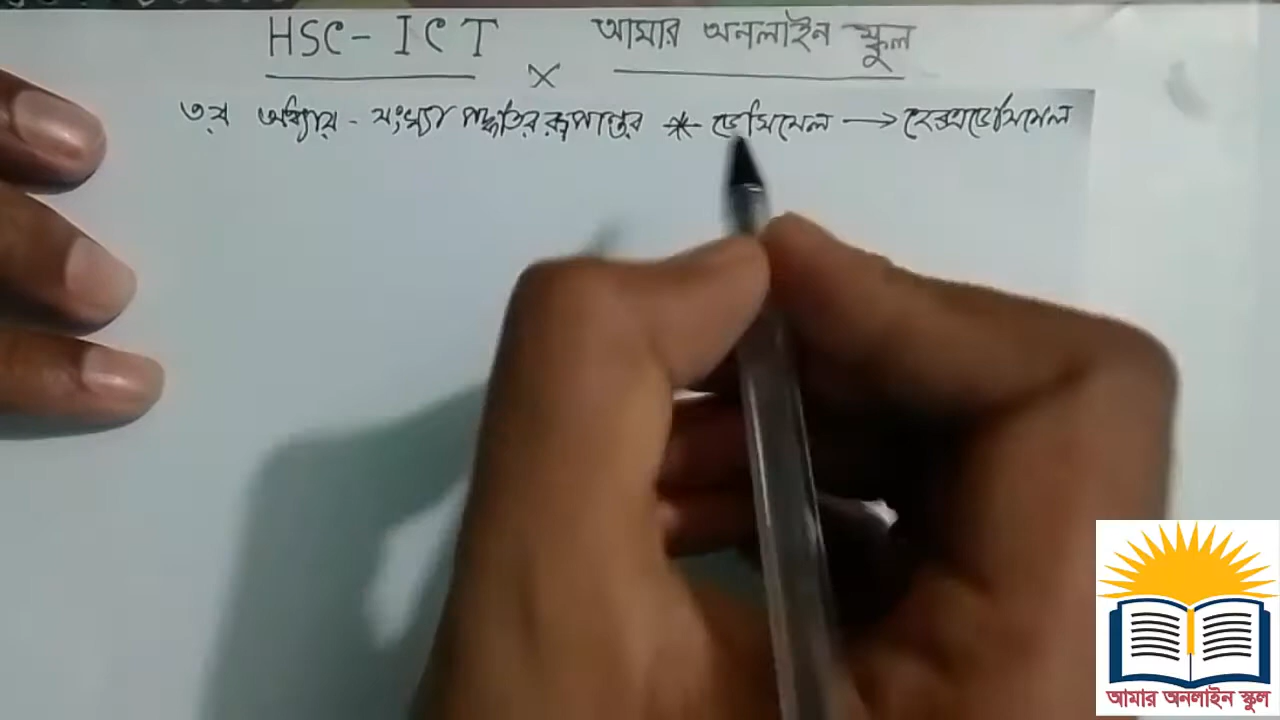 HSC - ICT × আমার অনলাইন স্কুল
৩য় অধ্যায় - সংখ্যা পদ্ধতির রূপান্তর * ডেসিমেল → হেক্সাডেসিমেল
আমার অনলাইন স্কুল